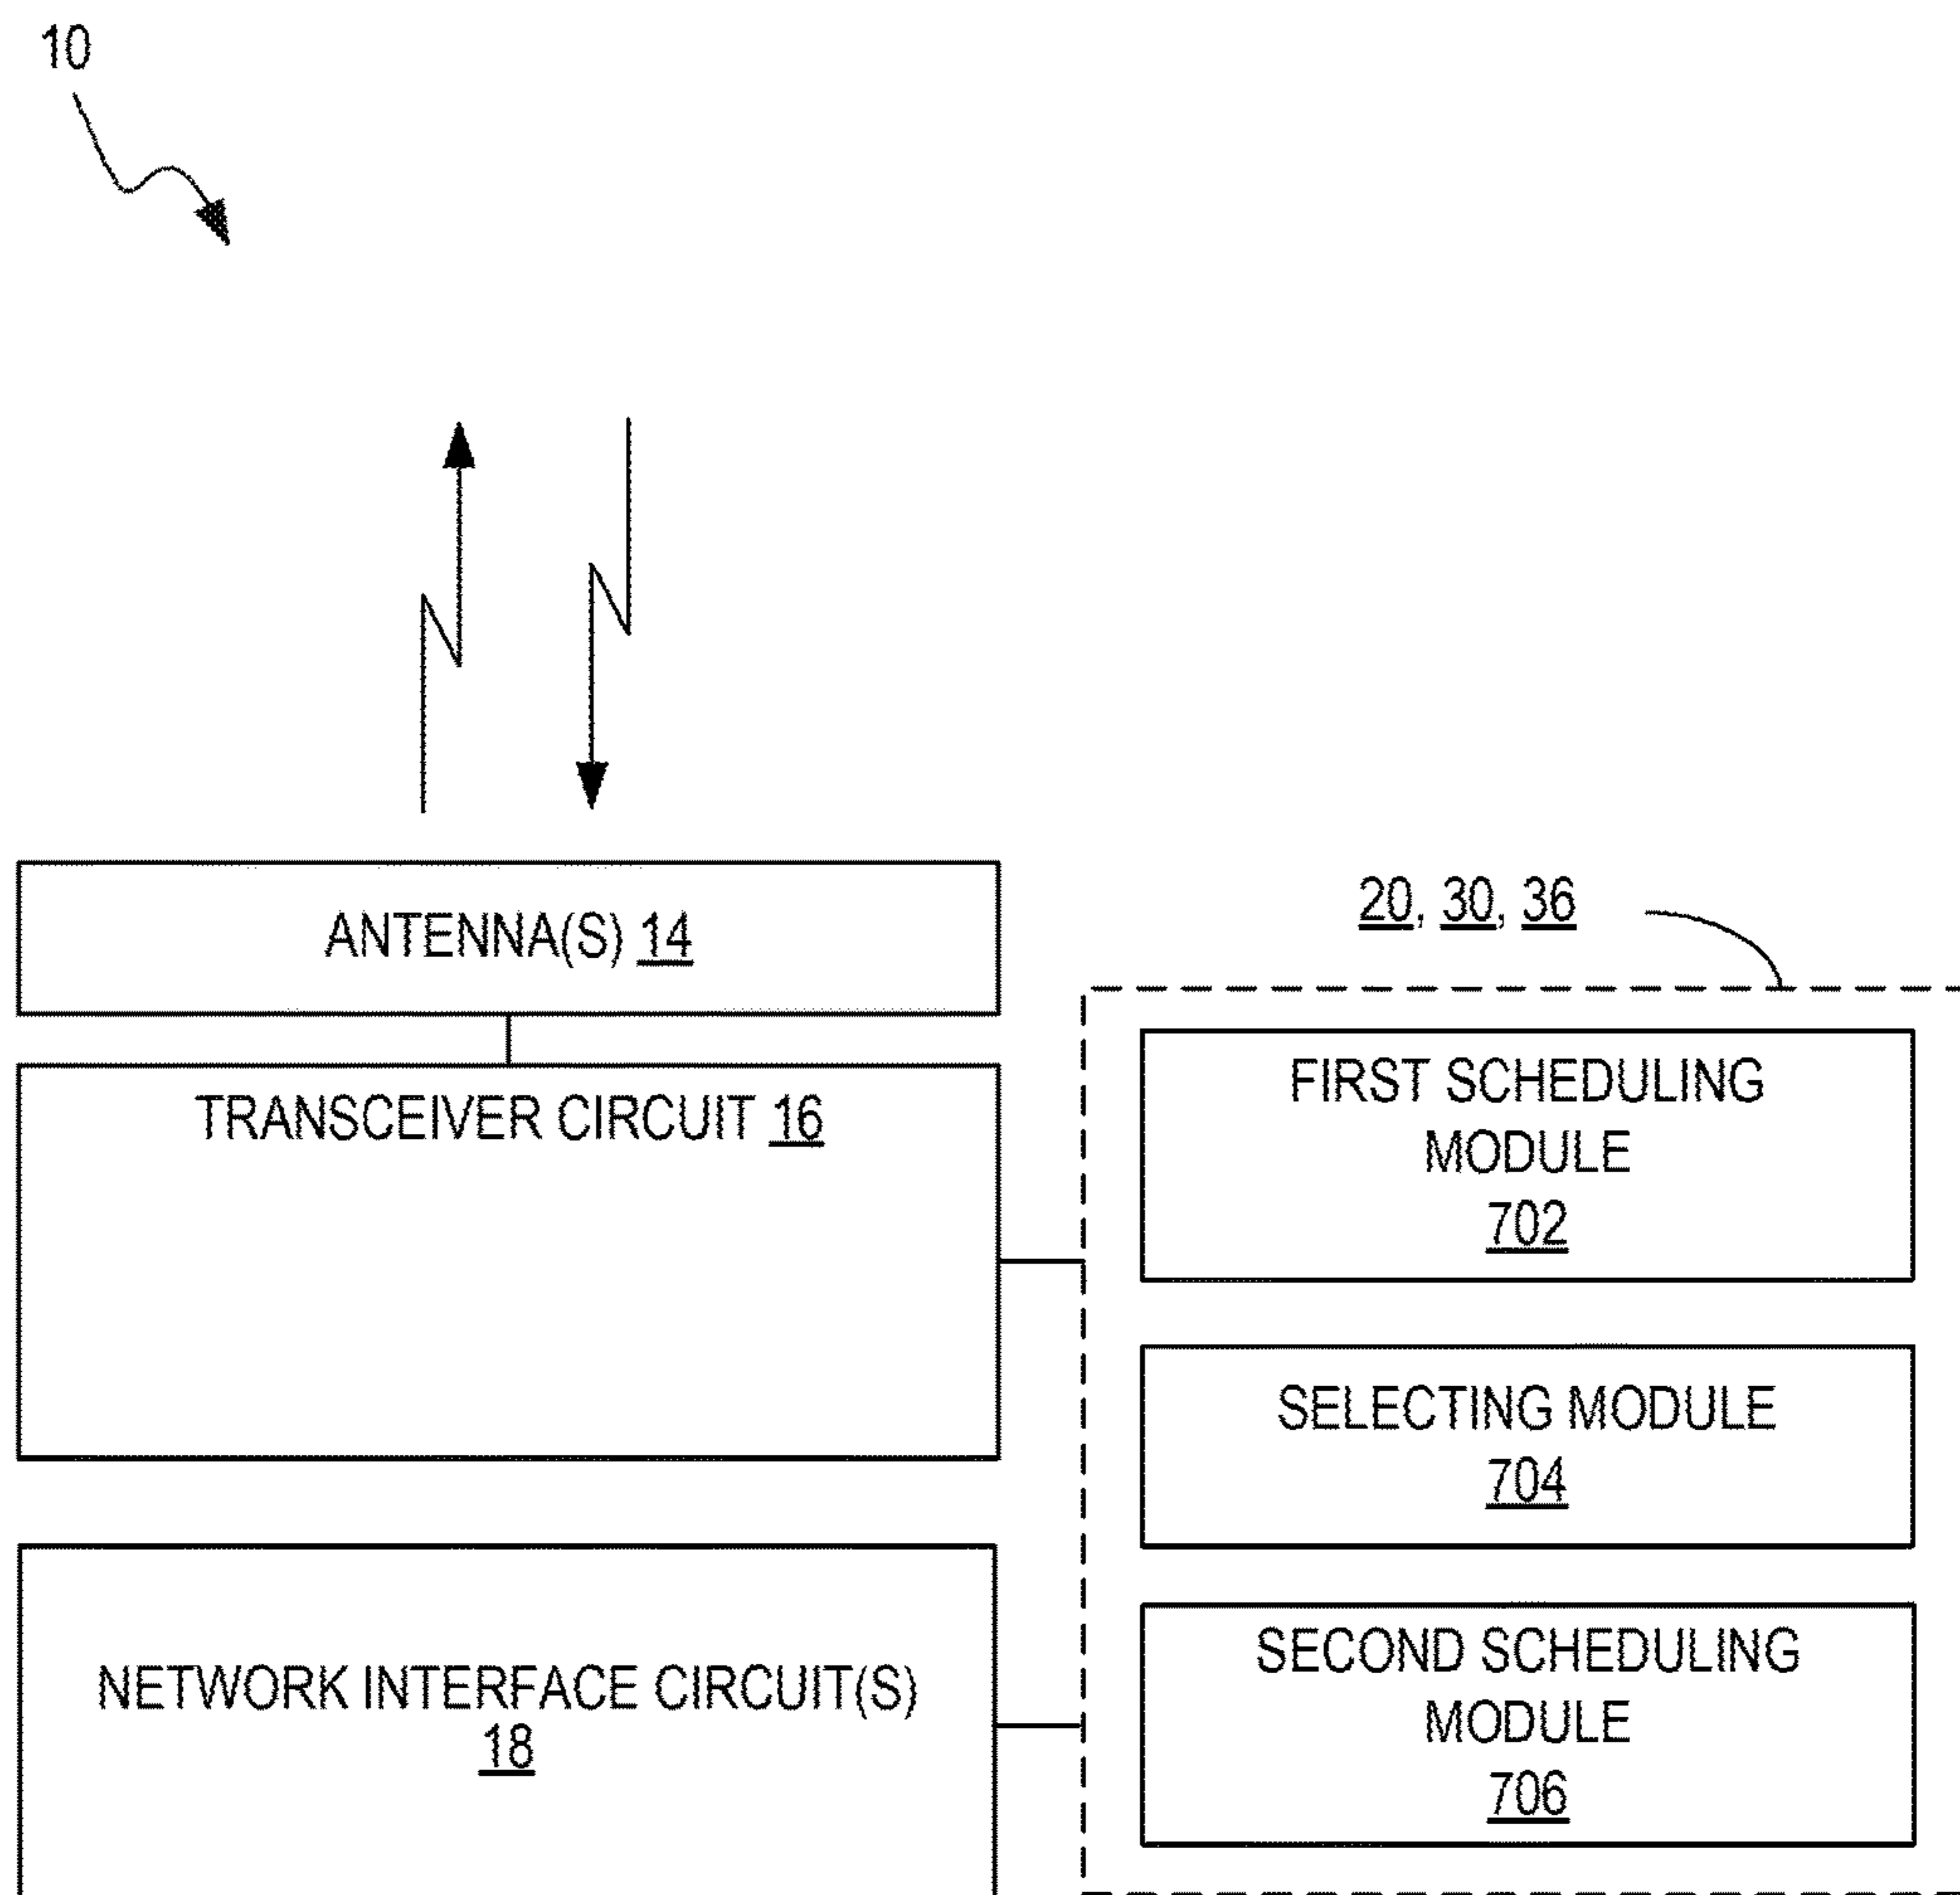 10
ANTENNA(S) 14
20, 30, 36
TRANSCEIVER CIRCUIT 16
FIRST SCHEDULING
MODULE
702
SELECTING MODULE
704
NETWORK INTERFACE CIRCUIT(S)
18
SECOND SCHEDULING
MODULE
706